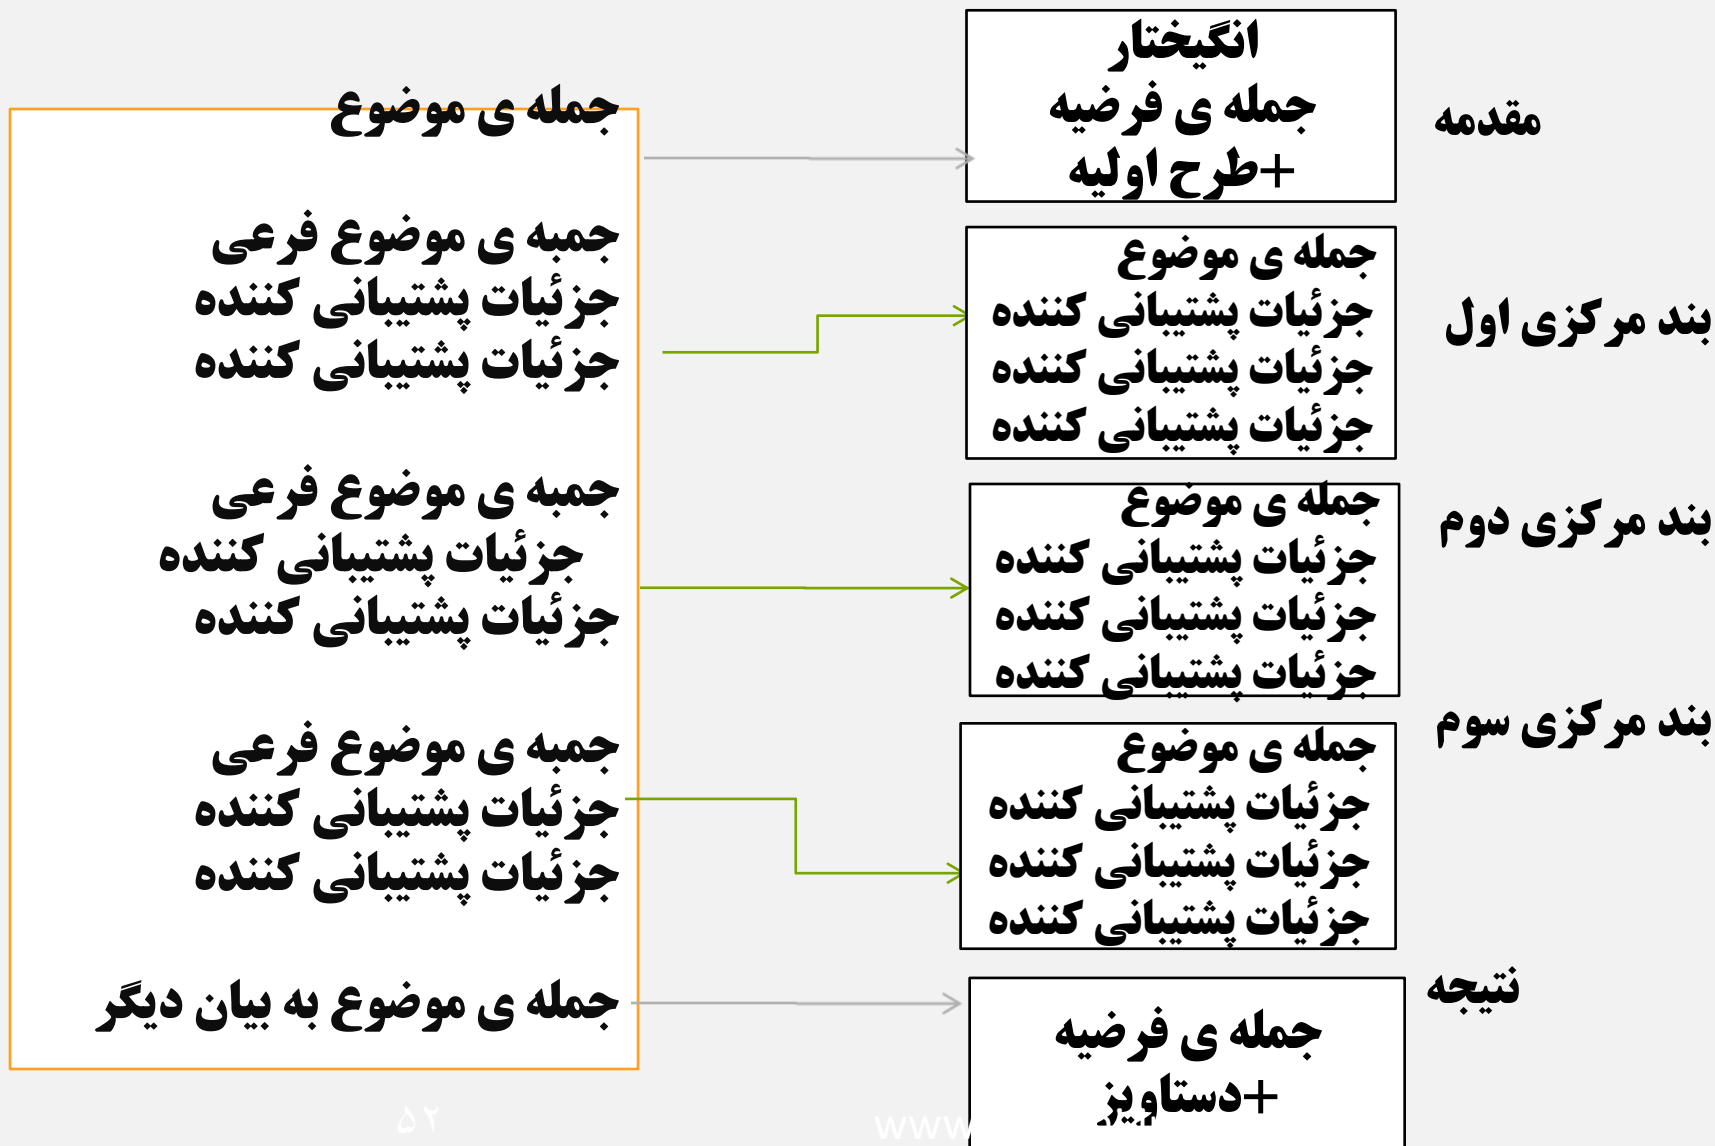 مقدمه
انگیختار
جمله ی فرضیه
+طرح اولیه
بند مرکزی اول
جمله ی موضوع
جزئیات پشتیبانی کننده
جزئیات پشتیبانی کننده
جزئیات پشتیبانی کننده
بند مرکزی دوم
جمله ی موضوع
جزئیات پشتیبانی کننده
جزئیات پشتیبانی کننده
جزئیات پشتیبانی کننده
بند مرکزی سوم
جمله ی موضوع
جزئیات پشتیبانی کننده
جزئیات پشتیبانی کننده
جزئیات پشتیبانی کننده
نتیجه
جمله ی فرضیه
+دستاویز
جمله ی موضوع
جمبه ی موضوع فرعی
جزئیات پشتیبانی کننده
جزئیات پشتیبانی کننده
جمبه ی موضوع فرعی
جزئیات پشتیبانی کننده
جزئیات پشتیبانی کننده
جمبه ی موضوع فرعی
جزئیات پشتیبانی کننده
جزئیات پشتیبانی کننده
جمله ی موضوع به بیان دیگر
www
۵۲